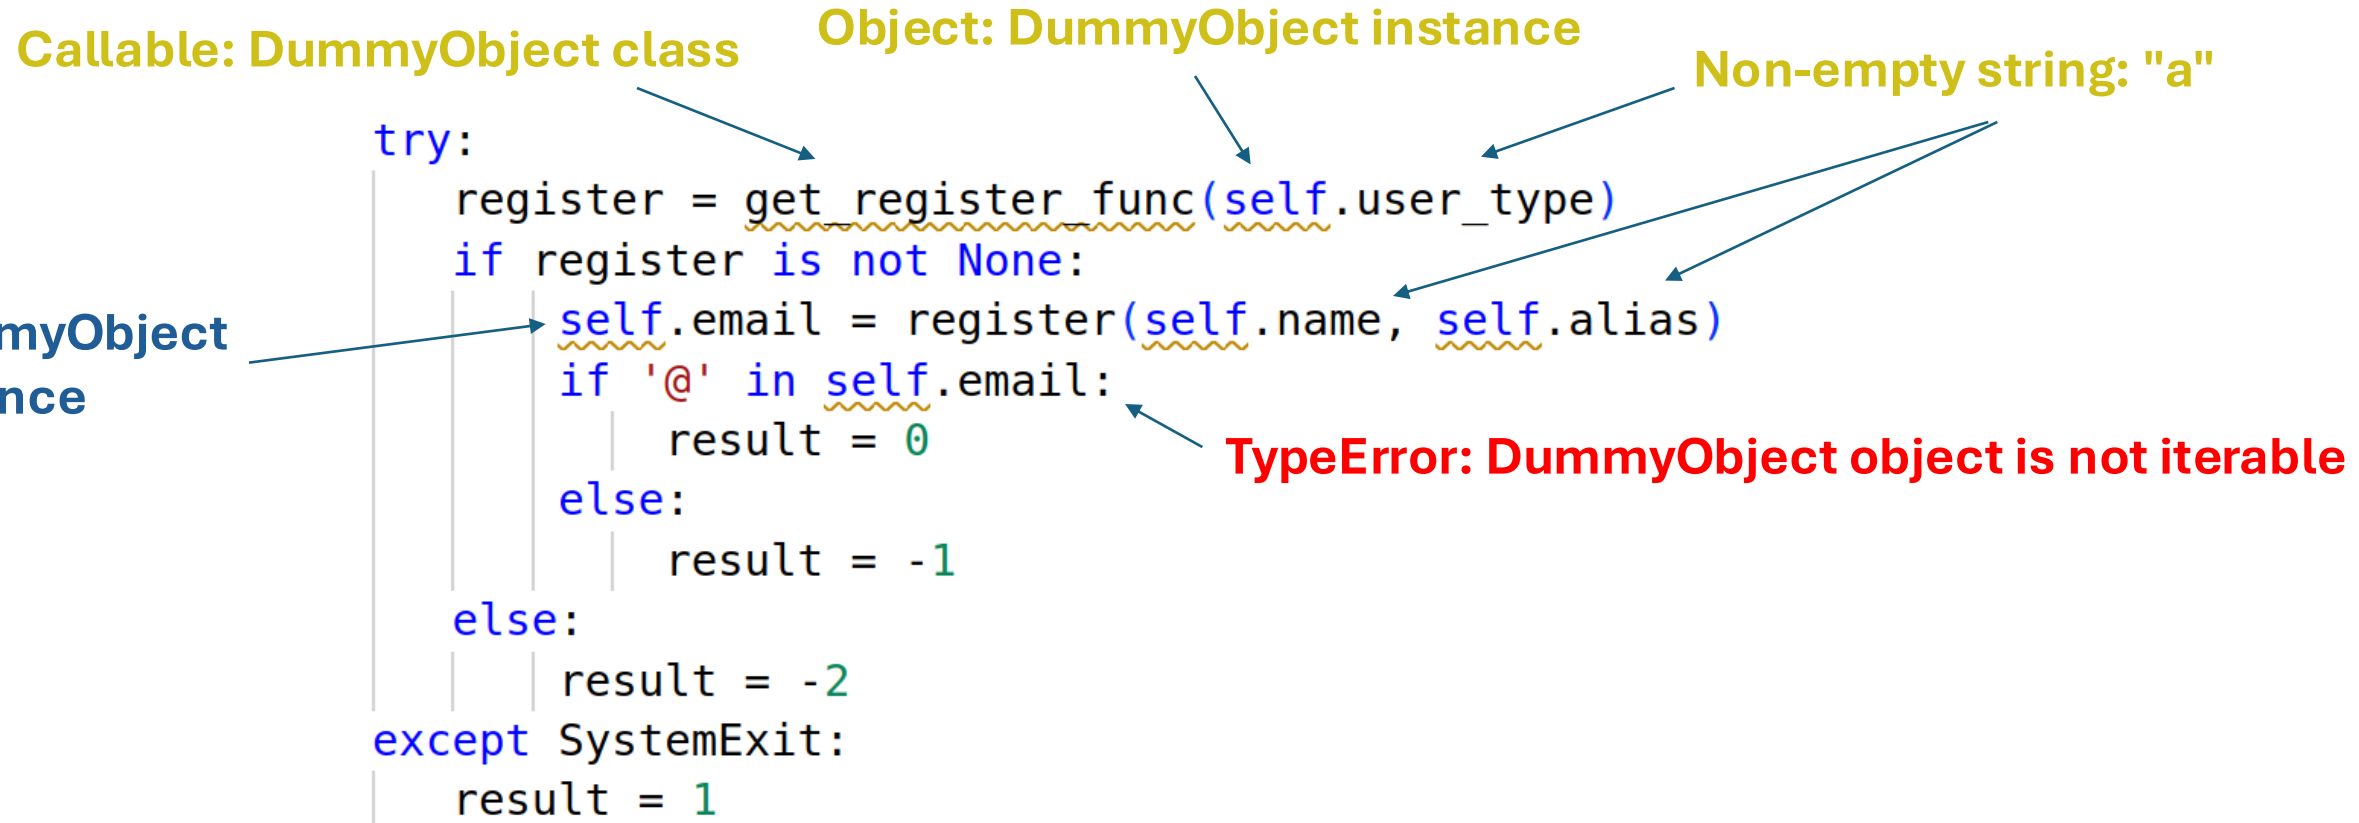 Callable: DummyObject class
Object: DummyObject instance
Non-empty string: "a"
try:
register = get_register_func(self.user_type)
if register is not None:
self.email = register(self.name, self.alias)
myObject
nce
if '@' in self.email:
result = 0
TypeError: DummyObject object is not iterable
else:
result = -1
else:
result = -2
except SystemExit:
result = 1